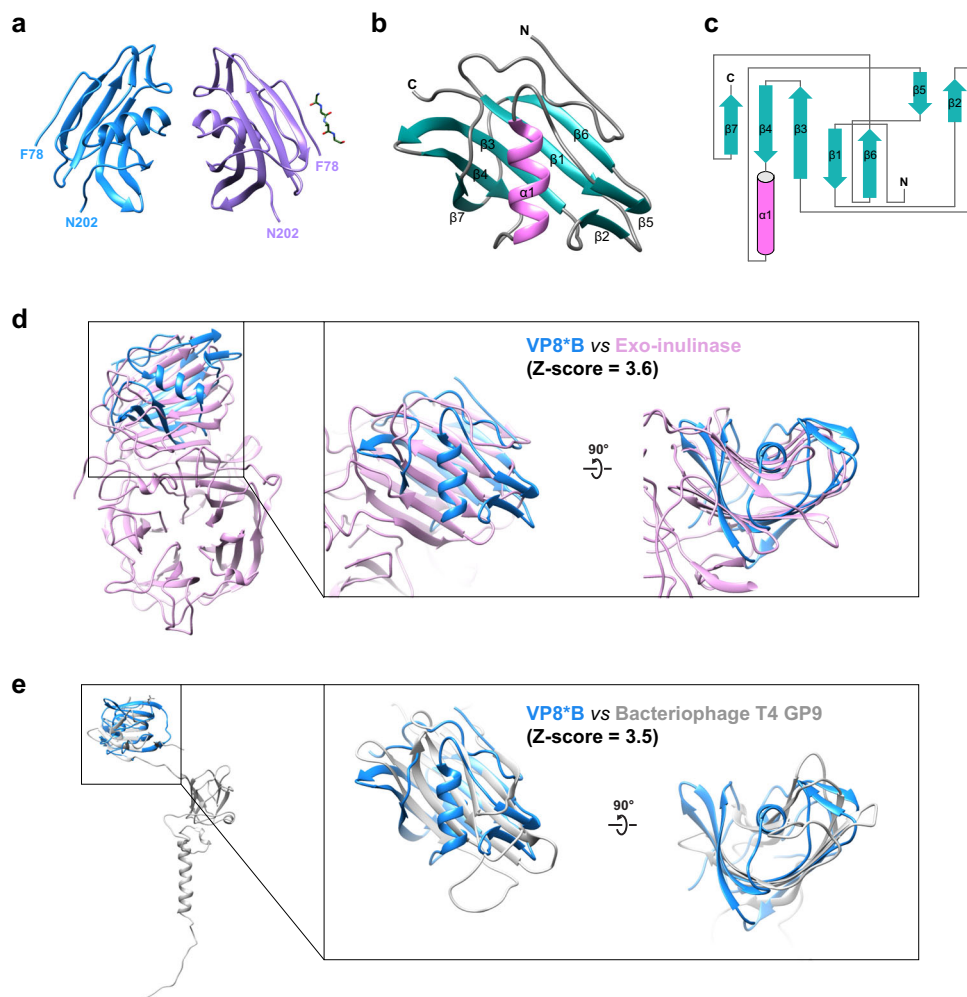 a
F78
N202
F78
N202
b
N
C
β6
β3
β1
β4
α1
β7
β5
β2
c
C
β5
β2
β7
β4
β3
β1
β6
N
α1
d
VP8*B vs Exo-inulinase
(Z-score = 3.6)
90°
e
VP8*B vs Bacteriophage T4 GP9
(Z-score = 3.5)
90°